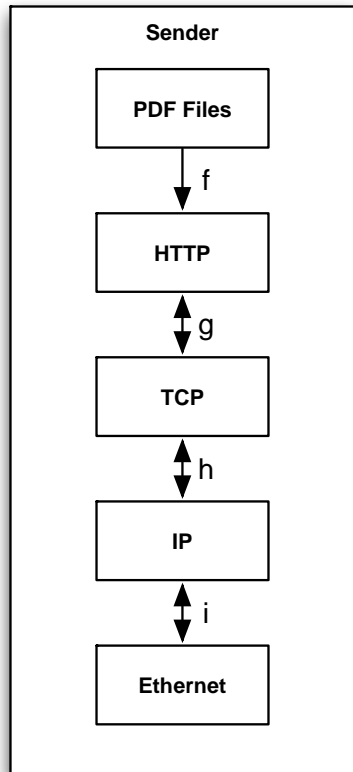 Sender
PDF Files
f
HTTP
g
TCP
h
IP
i
Ethernet